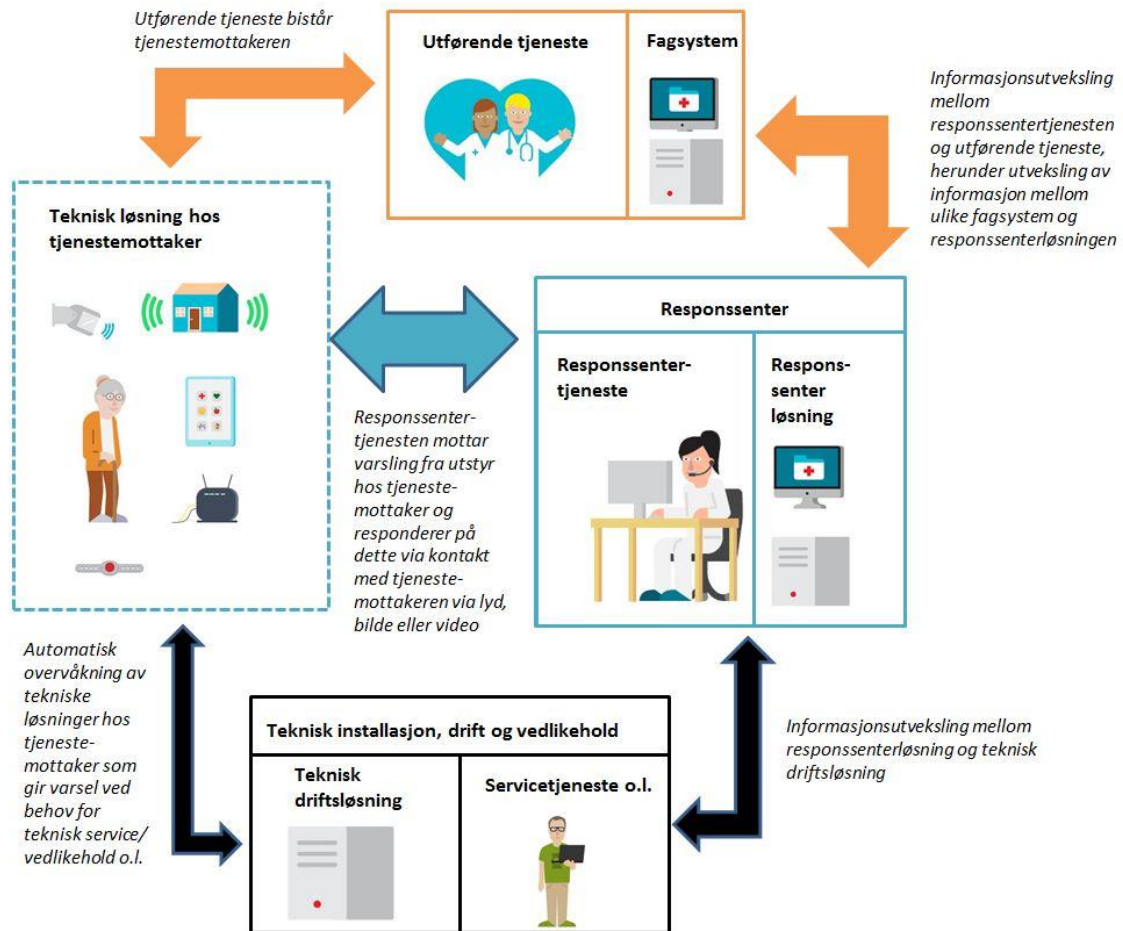 Utførende tjeneste bistår
tjenestemottakeren
Utførende tjeneste
Fagsystem
Informasjonsutveksling
mellom
responssentertjenesten
og utførende tjeneste,
herunder utveksling av
informasjon mellom
ulike fagsystem og
responssenterløsningen
Teknisk løsning hos
tjenestemottaker
Responssenter
Responssenter-
tjeneste
Respons-
senter
løsning
Responssenter-
tjenesten mottar
varsling fra utstyr
hos tjeneste-
mottaker og
responderer på
dette via kontakt
med tjeneste-
mottakeren via lyd,
bilde eller video
Automatisk
overvåkning av
tekniske
løsninger hos
tjeneste-
mottaker som
gir varsel ved
behov for
teknisk service/
vedlikehold o.l.
Teknisk installasjon, drift og vedlikehold
Teknisk
driftsløsning
Servicetjeneste o.l.
Informasjonsutveksling mellom
responssenterløsning og teknisk
driftsløsning